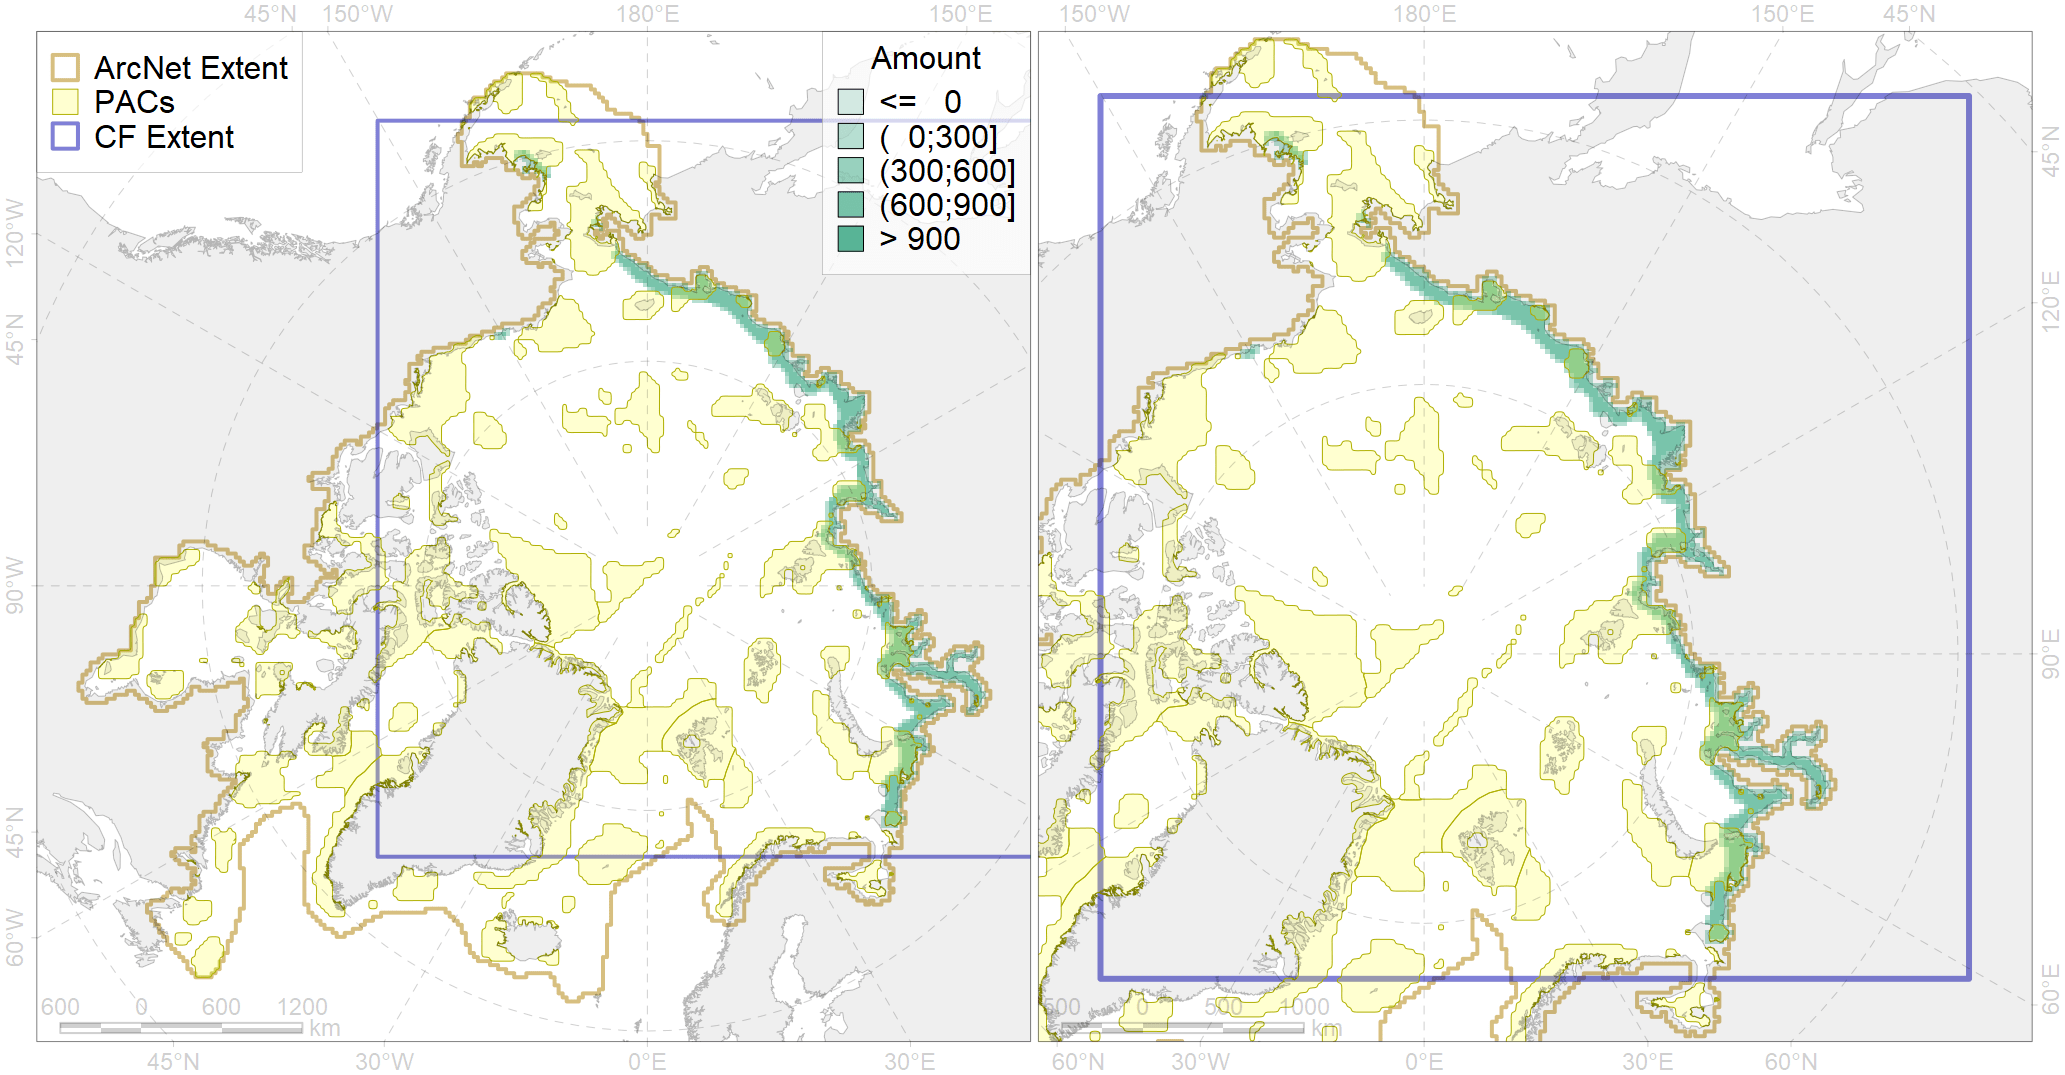 45°N 150°W 180°E 150°E 150°W 180°E 150°E 45°N
ArcNet Extent
PACs
CF Extent
Amount
<= 0
( 0;300]
(300;600]
(600;900]
> 900
120°W
45°N
90°W
45°N
60°W
45°N
120°E
90°E
60°E
600 0 600 1200
km
500 0 500 1000
km
45°N 30°W 0°E 30°E 60°N 30°W 0°E 30°E 60°N